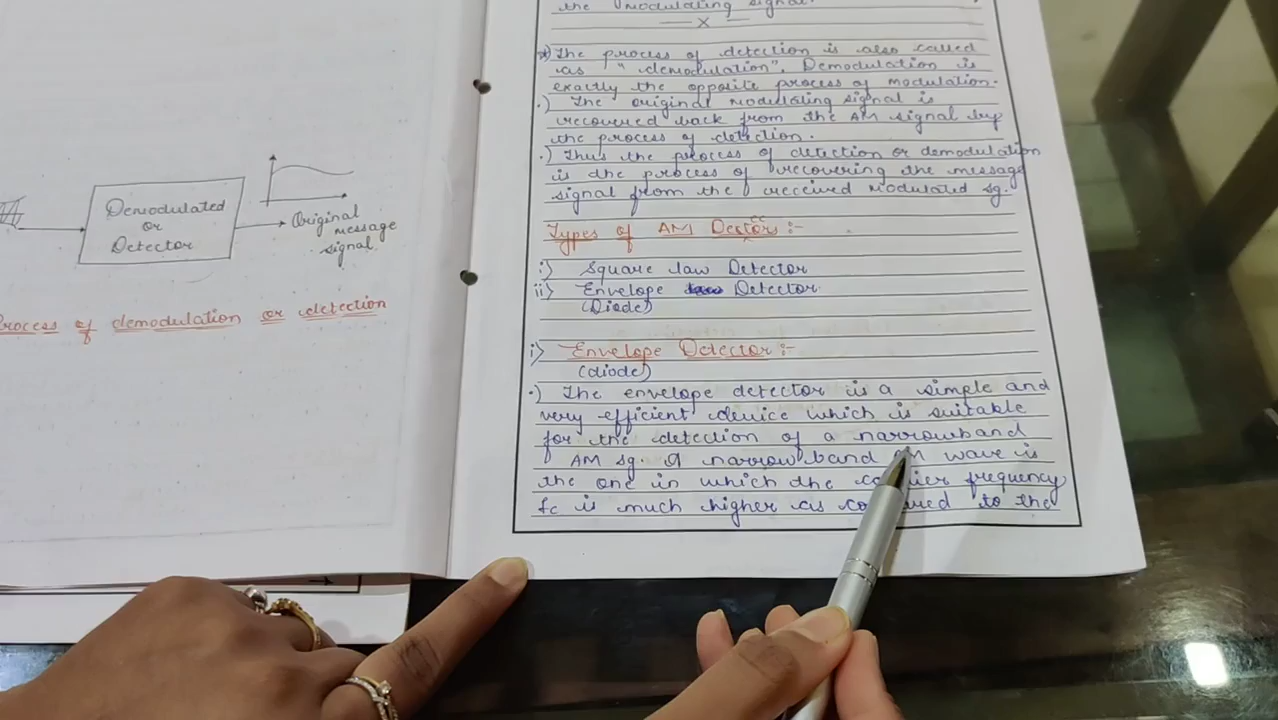 Demodulated
or
Detector
Original
message
signal.
Process of demodulation or detection
the modulating signal.
x
*) The process of detection is also called
as " demodulation". Demodulation is
exactly the opposite process of modulation.
.) The original modulating signal is
recovered back from the AM signal by
the process of detection.
.) Thus the process of detection or demodulation
is the process of recovering the message
signal from the received modulated sg.
Types of AM Dectors :-
i) Square law Detector
ii) Envelope Detector
(Diode)
i) Envelope Detector :-
(diode)
.) The envelope detector is a simple and
very efficient device which is suitable
for the detection of a narrowband
AM sg. A narrow band AM wave is
the one in which the carrier frequency
fc is much higher as compared to the